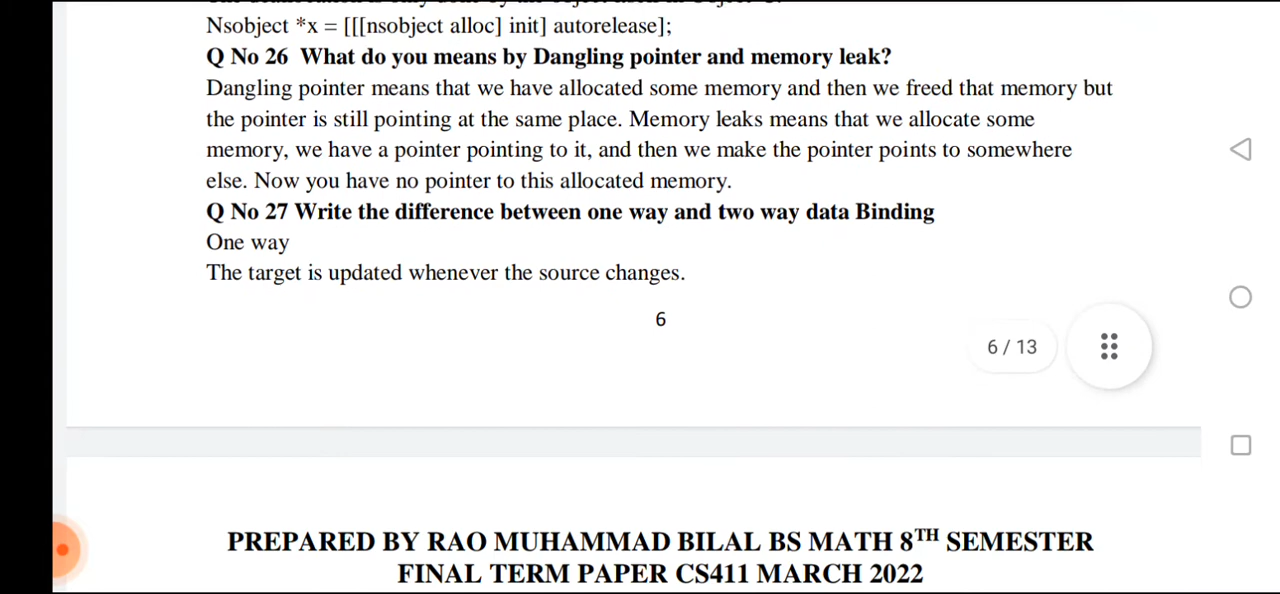 Nsobject *x = [[[nsobject alloc] init] autorelease];
Q No 26 What do you means by Dangling pointer and memory leak?
Dangling pointer means that we have allocated some memory and then we freed that memory but
the pointer is still pointing at the same place. Memory leaks means that we allocate some
memory, we have a pointer pointing to it, and then we make the pointer points to somewhere
else. Now you have no pointer to this allocated memory.
Q No 27 Write the difference between one way and two way data Binding
One way
The target is updated whenever the source changes.
6
6 / 13
PREPARED BY RAO MUHAMMAD BILAL BS MATH 8TH SEMESTER
FINAL TERM PAPER CS411 MARCH 2022